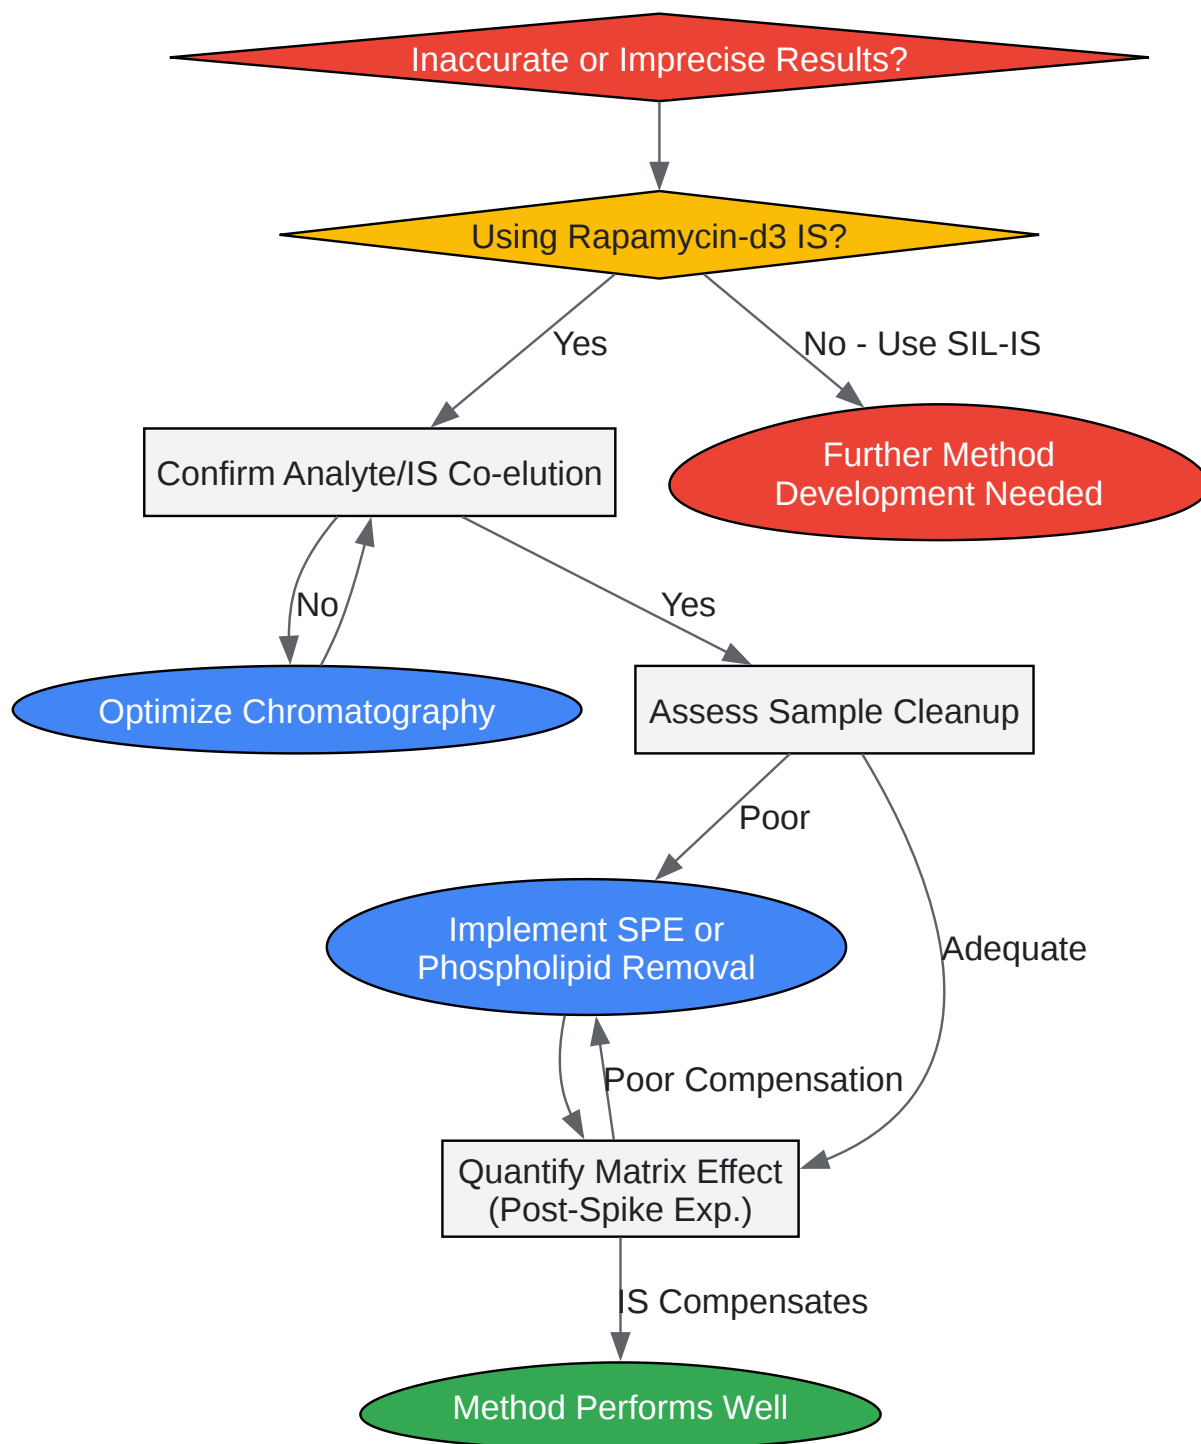 Inaccurate or Imprecise Results?
Using Rapamycin-d3 IS?
Yes
No - Use SIL-IS
Confirm Analyte/IS Co-elution
Further Method
Development Needed
No
Yes
Optimize Chromatography
Assess Sample Cleanup
Poor
Implement SPE or
Phospholipid Removal
Adequate
Poor Compensation
Quantify Matrix Effect
(Post-Spike Exp.)
IS Compensates
Method Performs Well